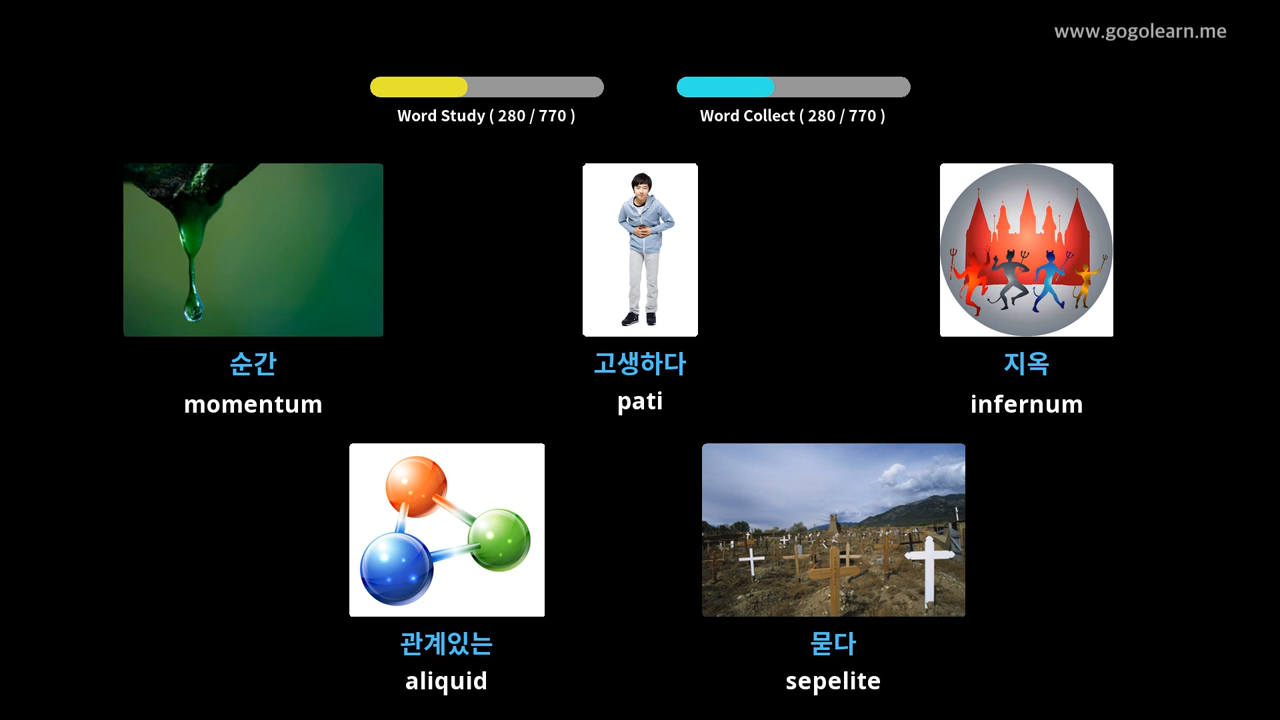 www.gogolearn.me
Word Study ( 280 / 770 )
Word Collect ( 280 / 770 )
순간
고생하다
지옥
momentum
pati
infernum
관계있는
묻다
aliquid
sepelite